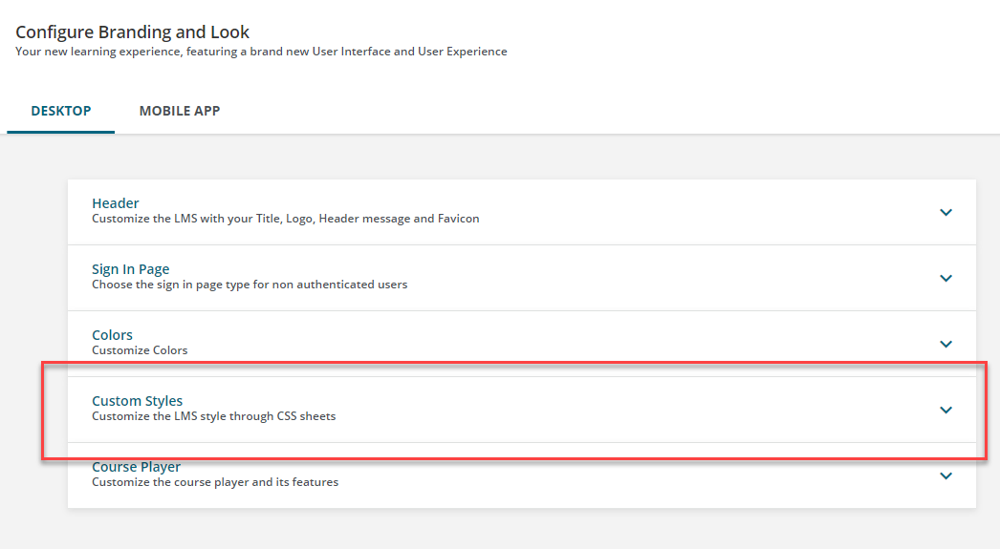 Configure Branding and Look
Your new learning experience, featuring a brand new User Interface and User Experience
DESKTOP
MOBILE APP
Header
Customize the LMS with your Title, Logo, Header message and Favicon
Sign In Page
Choose the sign in page type for non authenticated users
Colors
Customize Colors
Custom Styles
Customize the LMS style through CSS sheets
Course Player
Customize the course player and its features